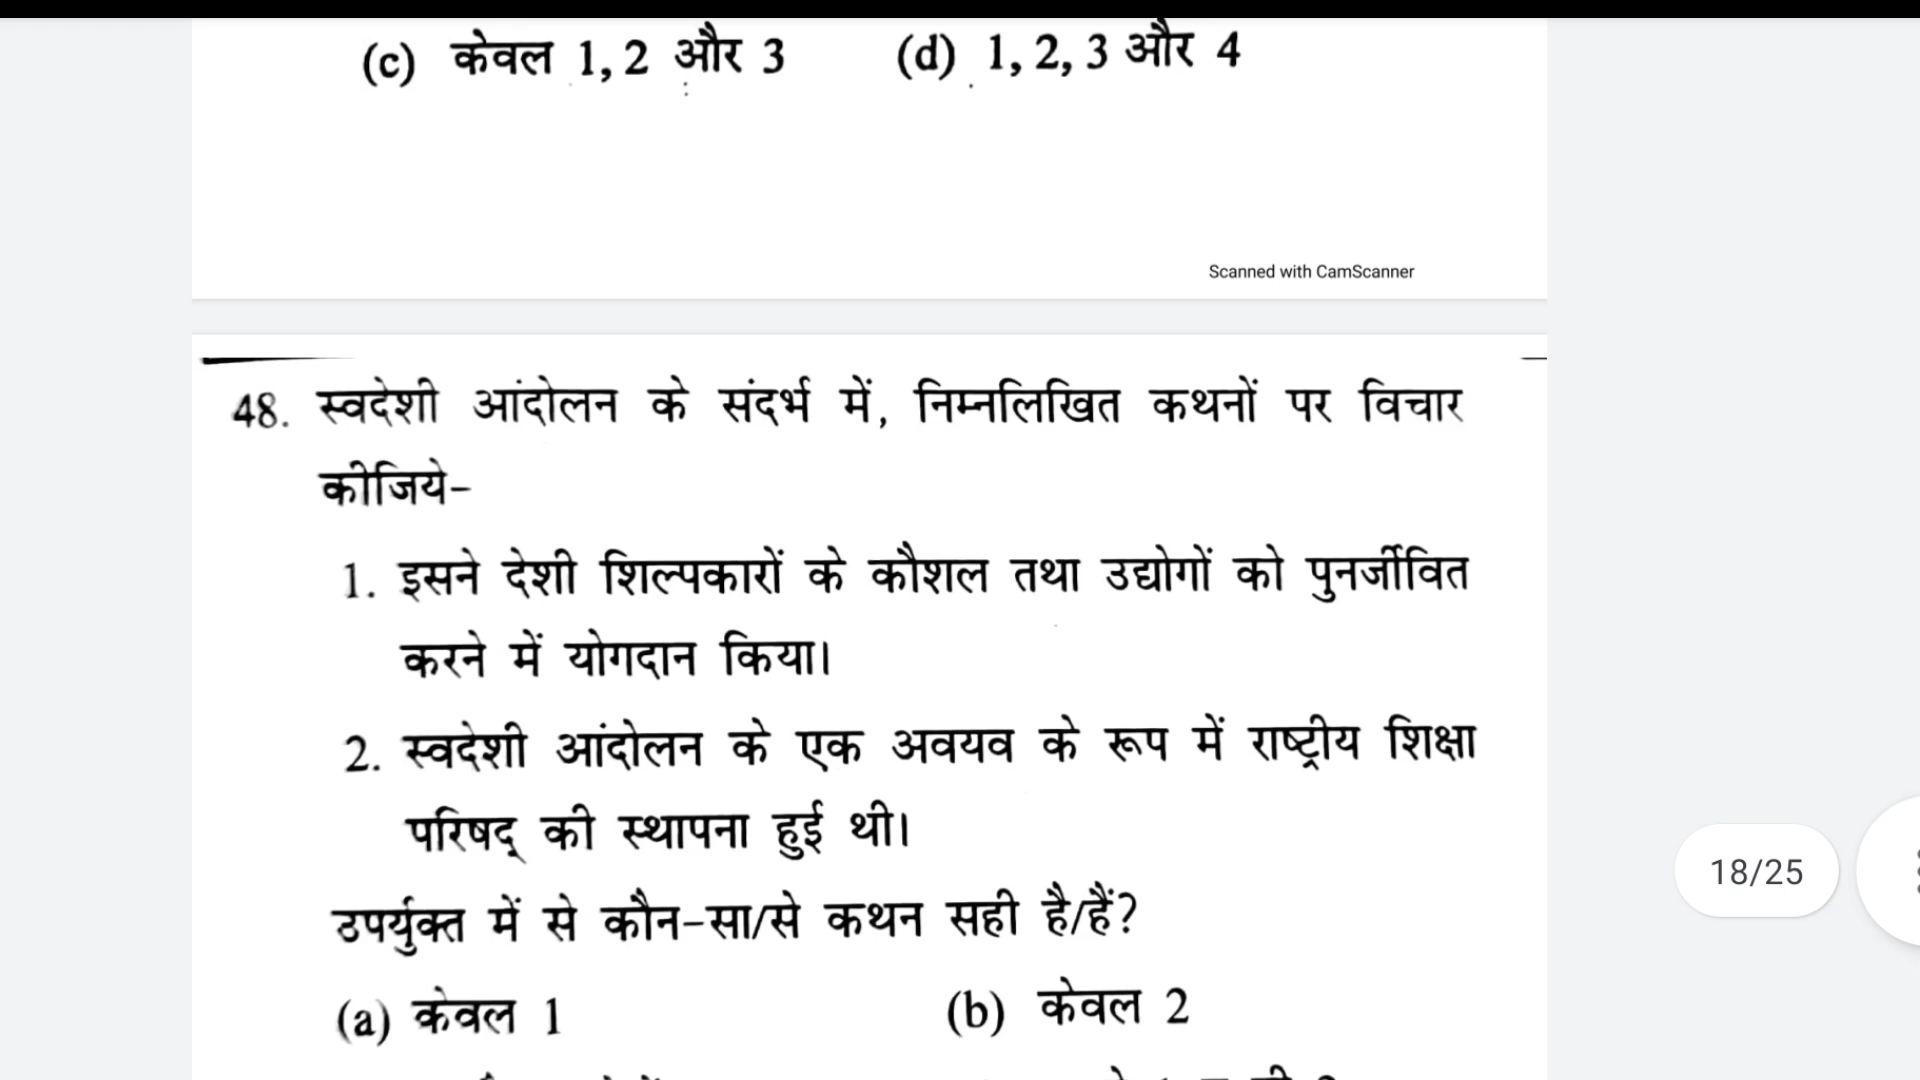 (c) केवल 1, 2 और 3 (d) 1, 2, 3 और 4
Scanned with CamScanner
48. स्वदेशी आंदोलन के संदर्भ में, निम्नलिखित कथनों पर विचार
कीजिये-
1. इसने देशी शिल्पकारों के कौशल तथा उद्योगों को पुनर्जीवित
करने में योगदान किया।
2. स्वदेशी आंदोलन के एक अवयव के रूप में राष्ट्रीय शिक्षा
परिषद् की स्थापना हुई थी।
18/25
उपर्युक्त में से कौन-सा/से कथन सही है/हैं?
(a) केवल 1 (b) केवल 2